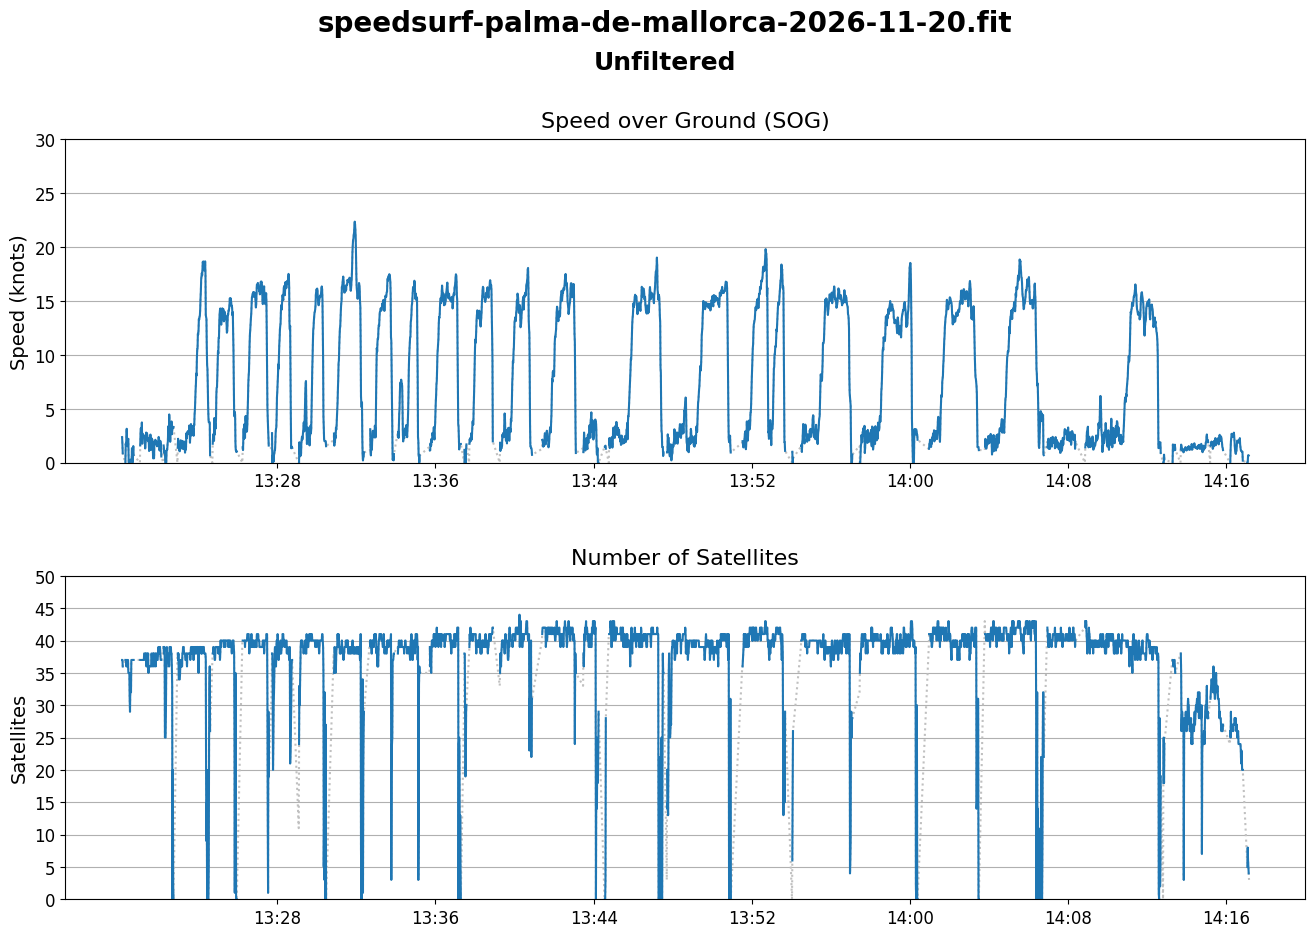 speedsurf-palma-de-mallorca-2026-11-20.fit
Unfiltered
Speed over Ground (SOG)
Speed (knots)
30
25
20
15
10
5
0
13:28 13:36 13:44 13:52 14:00 14:08 14:16
Number of Satellites
Satellites
50
45
40
35
30
25
20
15
10
5
0
13:28 13:36 13:44 13:52 14:00 14:08 14:16